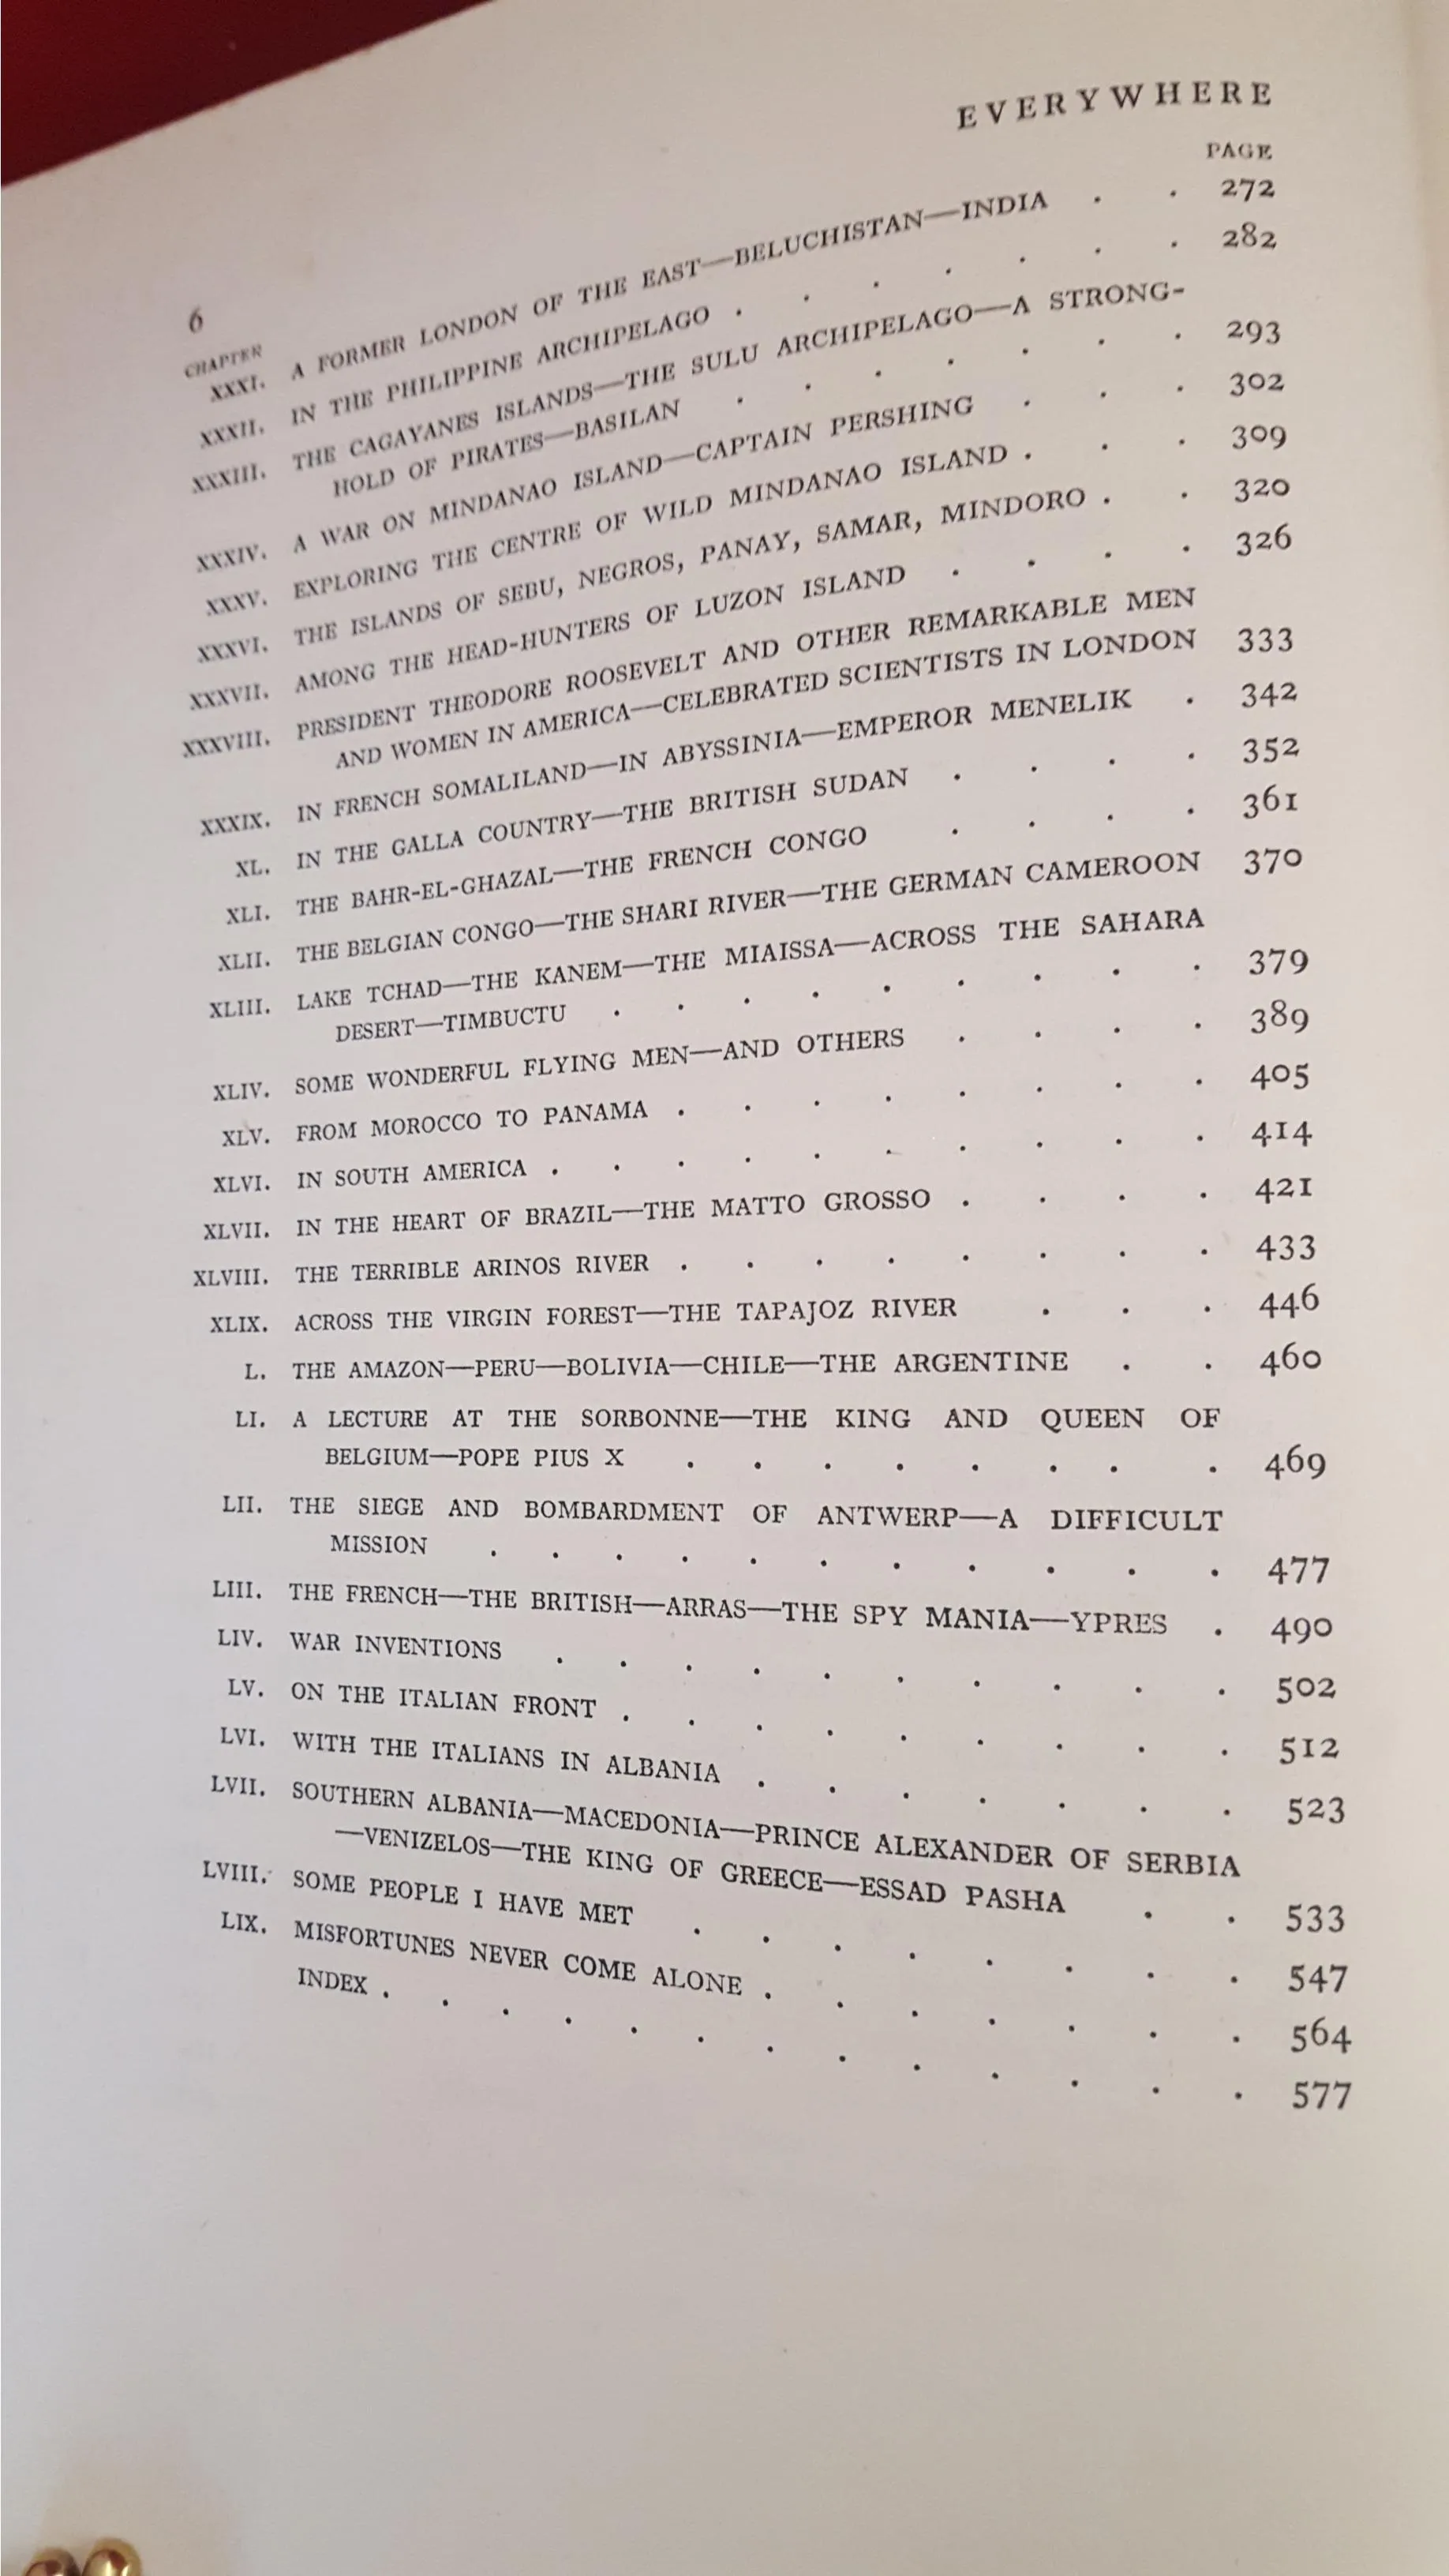 6 EVERYWHERE
CHAPTER PAGE
XXXI. A FORMER LONDON OF THE EAST—BELUCHISTAN—INDIA . . 272
XXXII. IN THE PHILIPPINE ARCHIPELAGO . . . . . . . 282
XXXIII. THE CAGAYANES ISLANDS—THE SULU ARCHIPELAGO—A STRONG-
HOLD OF PIRATES—BASILAN . . . . . . . 293
XXXIV. A WAR ON MINDANAO ISLAND—CAPTAIN PERSHING . . . 302
XXXV. EXPLORING THE CENTRE OF WILD MINDANAO ISLAND . . . 309
XXXVI. THE ISLANDS OF SEBU, NEGROS, PANAY, SAMAR, MINDORO . . 320
XXXVII. AMONG THE HEAD-HUNTERS OF LUZON ISLAND . . . . 326
XXXVIII. PRESIDENT THEODORE ROOSEVELT AND OTHER REMARKABLE MEN
AND WOMEN IN AMERICA—CELEBRATED SCIENTISTS IN LONDON 333
XXXIX. IN FRENCH SOMALILAND—IN ABYSSINIA—EMPEROR MENELIK . 342
XL. IN THE GALLA COUNTRY—THE BRITISH SUDAN . . . . 352
XLI. THE BAHR-EL-GHAZAL—THE FRENCH CONGO . . . . 361
XLII. THE BELGIAN CONGO—THE SHARI RIVER—THE GERMAN CAMEROON 370
XLIII. LAKE TCHAD—THE KANEM—THE MIAISSA—ACROSS THE SAHARA
DESERT—TIMBUCTU . . . . . . . . . 379
XLIV. SOME WONDERFUL FLYING MEN—AND OTHERS . . . . 389
XLV. FROM MOROCCO TO PANAMA . . . . . . . . 405
XLVI. IN SOUTH AMERICA . . . . . . . . . . 414
XLVII. IN THE HEART OF BRAZIL—THE MATTO GROSSO . . . . 421
XLVIII. THE TERRIBLE ARINOS RIVER . . . . . . . . 433
XLIX. ACROSS THE VIRGIN FOREST—THE TAPAJOZ RIVER . . . 446
L. THE AMAZON—PERU—BOLIVIA—CHILE—THE ARGENTINE . . 460
LI. A LECTURE AT THE SORBONNE—THE KING AND QUEEN OF
BELGIUM—POPE PIUS X . . . . . . . . 469
LII. THE SIEGE AND BOMBARDMENT OF ANTWERP—A DIFFICULT
MISSION . . . . . . . . . . . 477
LIII. THE FRENCH—THE BRITISH—ARRAS—THE SPY MANIA—YPRES . 490
LIV. WAR INVENTIONS . . . . . . . . . . 502
LV. ON THE ITALIAN FRONT . . . . . . . . . 512
LVI. WITH THE ITALIANS IN ALBANIA . . . . . . . 523
LVII. SOUTHERN ALBANIA—MACEDONIA—PRINCE ALEXANDER OF SERBIA
—VENIZELOS—THE KING OF GREECE—ESSAD PASHA . . 533
LVIII. SOME PEOPLE I HAVE MET . . . . . . . . 547
LIX. MISFORTUNES NEVER COME ALONE . . . . . . . 564
INDEX . . . . . . . . . . . . . 577